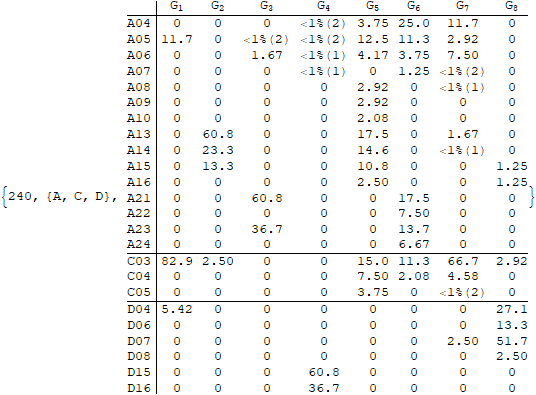 G1 G2 G3 G4 G5 G6 G7 G8
A04 0 0 0 <1%(2) 3.75 25.0 11.7 0
A05 11.7 0 <1%(2) <1%(2) 12.5 11.3 2.92 0
A06 0 0 1.67 <1%(1) 4.17 3.75 7.50 0
A07 0 0 0 <1%(1) 0 1.25 <1%(2) 0
A08 0 0 0 0 2.92 0 <1%(1) 0
A09 0 0 0 0 2.92 0 0 0
A10 0 0 0 0 2.08 0 0 0
A13 0 60.8 0 0 17.5 0 1.67 0
A14 0 23.3 0 0 14.6 0 <1%(1) 0
A15 0 13.3 0 0 10.8 0 0 1.25
A16 0 0 0 0 2.50 0 0 1.25
{240, {A, C, D}, A21 0 0 60.8 0 0 17.5 0 0 }
A22 0 0 0 0 0 7.50 0 0
A23 0 0 36.7 0 0 13.7 0 0
A24 0 0 0 0 0 6.67 0 0
C03 82.9 2.50 0 0 15.0 11.3 66.7 2.92
C04 0 0 0 0 7.50 2.08 4.58 0
C05 0 0 0 0 3.75 0 <1%(2) 0
D04 5.42 0 0 0 0 0 0 27.1
D06 0 0 0 0 0 0 0 13.3
D07 0 0 0 0 0 0 2.50 51.7
D08 0 0 0 0 0 0 0 2.50
D15 0 0 0 60.8 0 0 0 0
D16 0 0 0 36.7 0 0 0 0